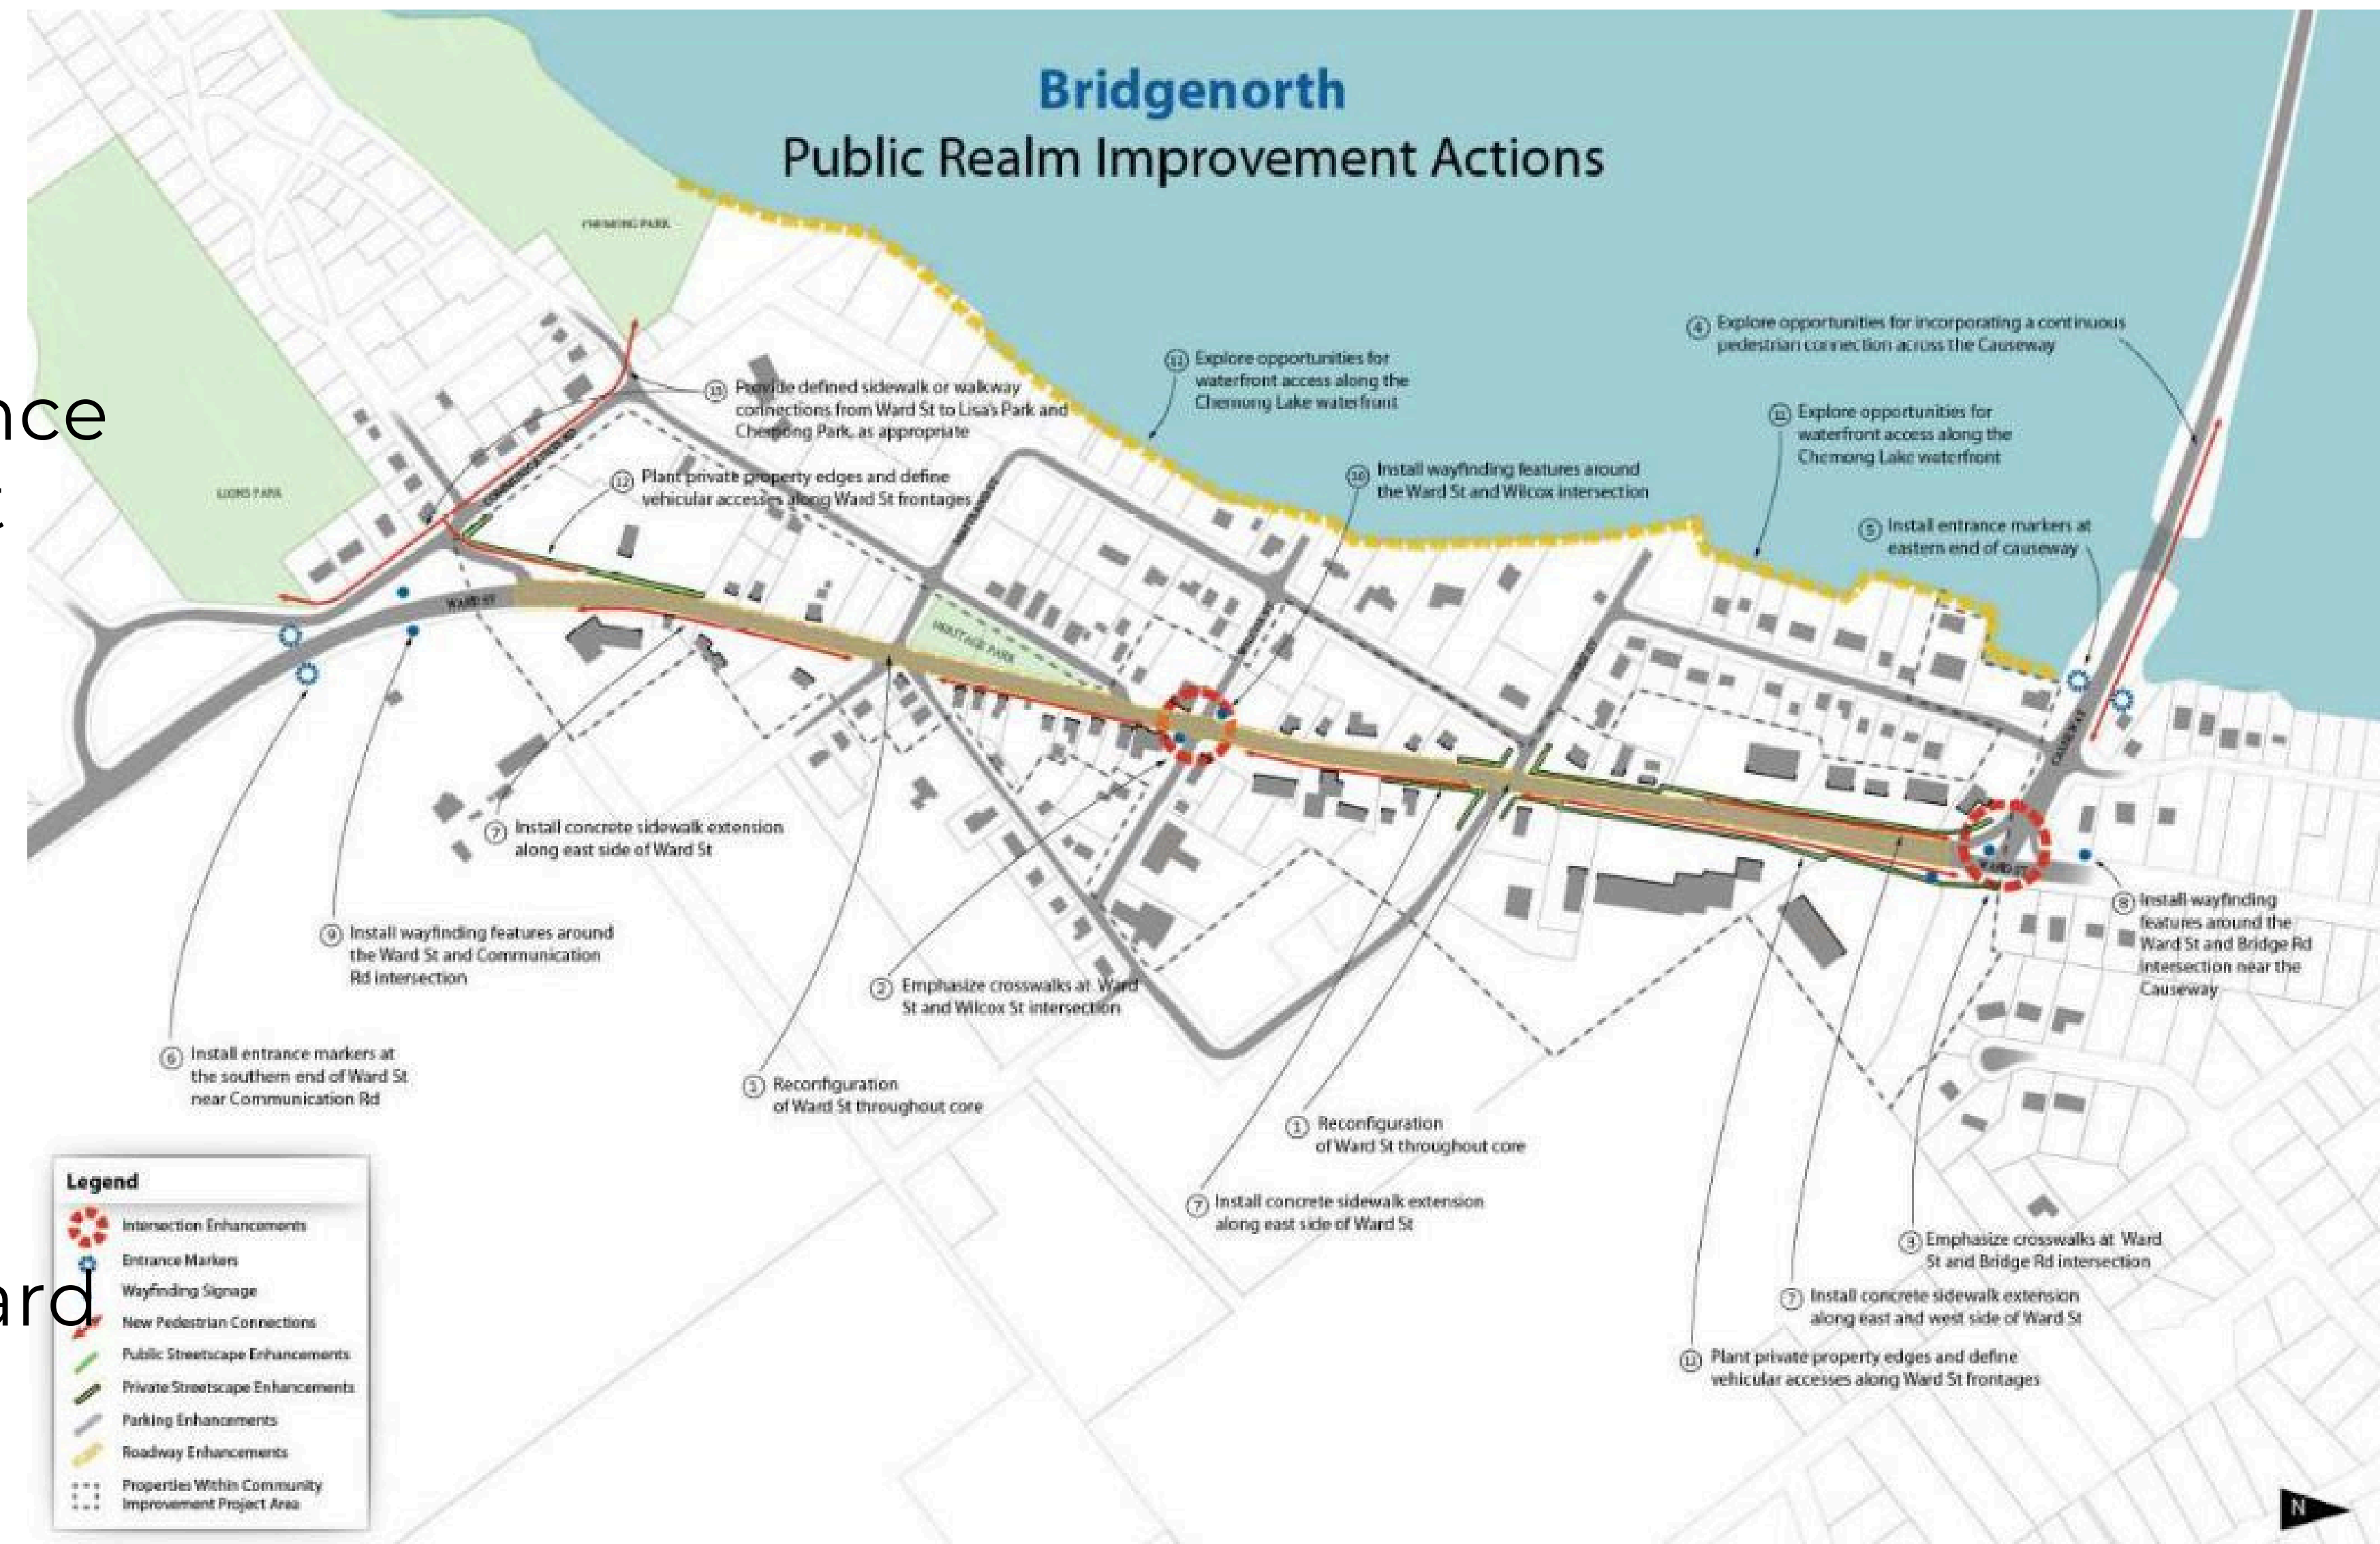 Bridgenorth
Public Realm Improvement Actions
nce
t
ard
CHEMONG PARK
LIONS PARK
HERITAGE PARK
COMMUNICATION RD
WARD ST
CAUSEWAY
WARD ST
④ Explore opportunities for incorporating a continuous
pedestrian connection across the Causeway
⑪ Explore opportunities for
waterfront access along the
Chemong Lake waterfront
⑪ Explore opportunities for
waterfront access along the
Chemong Lake waterfront
Provide defined sidewalk or walkway
connections from Ward St to Lisa's Park and
Chemong Park, as appropriate
⑫ Plant private property edges and define
vehicular accesses along Ward St frontages
⑩ Install wayfinding features around
the Ward St and Wilcox intersection
⑤ Install entrance markers at
eastern end of causeway
⑦ Install concrete sidewalk extension
along east side of Ward St
⑨ Install wayfinding features around
the Ward St and Communication
Rd intersection
⑧ Install wayfinding
features around the
Ward St and Bridge Rd
intersection near the
Causeway
② Emphasize crosswalks at Ward
St and Wilcox St intersection
⑥ Install entrance markers at
the southern end of Ward St
near Communication Rd
① Reconfiguration
of Ward St throughout core
① Reconfiguration
of Ward St throughout core
⑦ Install concrete sidewalk extension
along east side of Ward St
③ Emphasize crosswalks at Ward
St and Bridge Rd intersection
⑦ Install concrete sidewalk extension
along east and west side of Ward St
⑫ Plant private property edges and define
vehicular accesses along Ward St frontages
Legend
Intersection Enhancements
Entrance Markers
Wayfinding Signage
New Pedestrian Connections
Public Streetscape Enhancements
Private Streetscape Enhancements
Parking Enhancements
Roadway Enhancements
Properties Within Community
Improvement Project Area
N